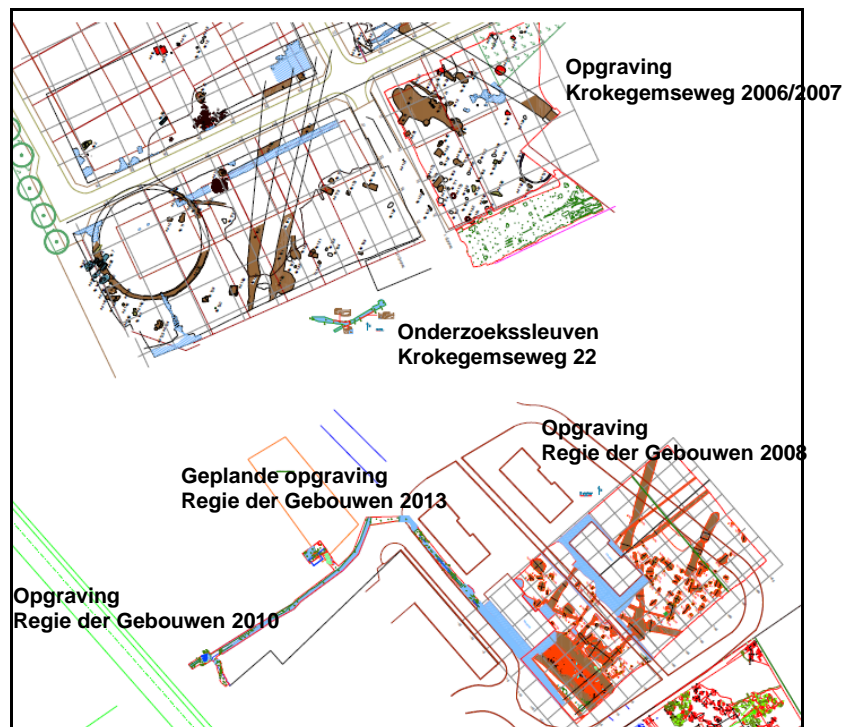 Opgraving
Krokegemseweg 2006/2007
Onderzoekssleuven
Krokegemseweg 22
Opgraving
Regie der Gebouwen 2008
Geplande opgraving
Regie der Gebouwen 2013
Opgraving
Regie der Gebouwen 2010